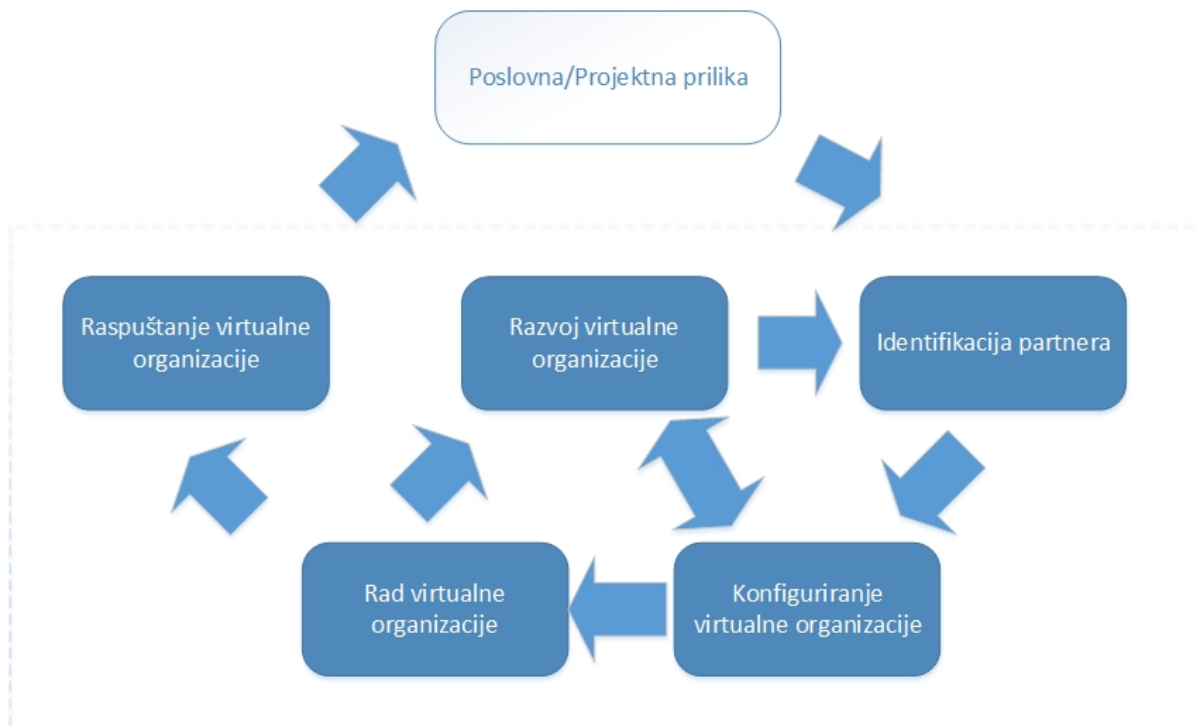 Poslovna/Projektna prilika
Raspuštanje virtualne
organizacije
Razvoj virtualne
organizacije
Identifikacija partnera
Rad virtualne
organizacije
Konfiguriranje
virtualne organizacije